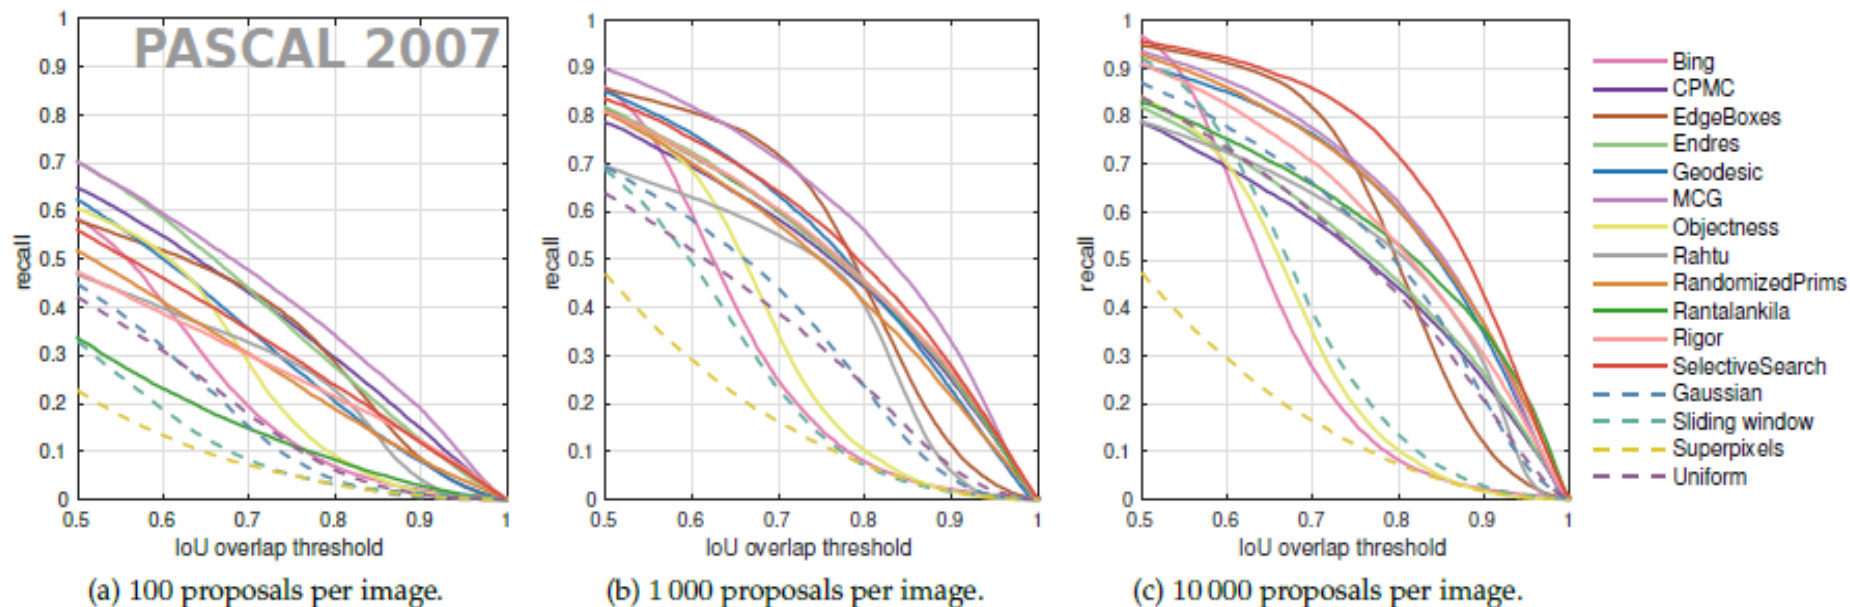 PASCAL 2007
1
0.9
0.8
0.7
0.6
0.5
0.4
0.3
0.2
0.1
0
recall
0.5 0.6 0.7 0.8 0.9 1
IoU overlap threshold
(a) 100 proposals per image.
1
0.9
0.8
0.7
0.6
0.5
0.4
0.3
0.2
0.1
0
recall
0.5 0.6 0.7 0.8 0.9 1
IoU overlap threshold
(b) 1 000 proposals per image.
1
0.9
0.8
0.7
0.6
0.5
0.4
0.3
0.2
0.1
0
recall
0.5 0.6 0.7 0.8 0.9 1
IoU overlap threshold
(c) 10 000 proposals per image.
Bing
CPMC
EdgeBoxes
Endres
Geodesic
MCG
Objectness
Rahtu
RandomizedPrims
Rantalankila
Rigor
SelectiveSearch
Gaussian
Sliding window
Superpixels
Uniform